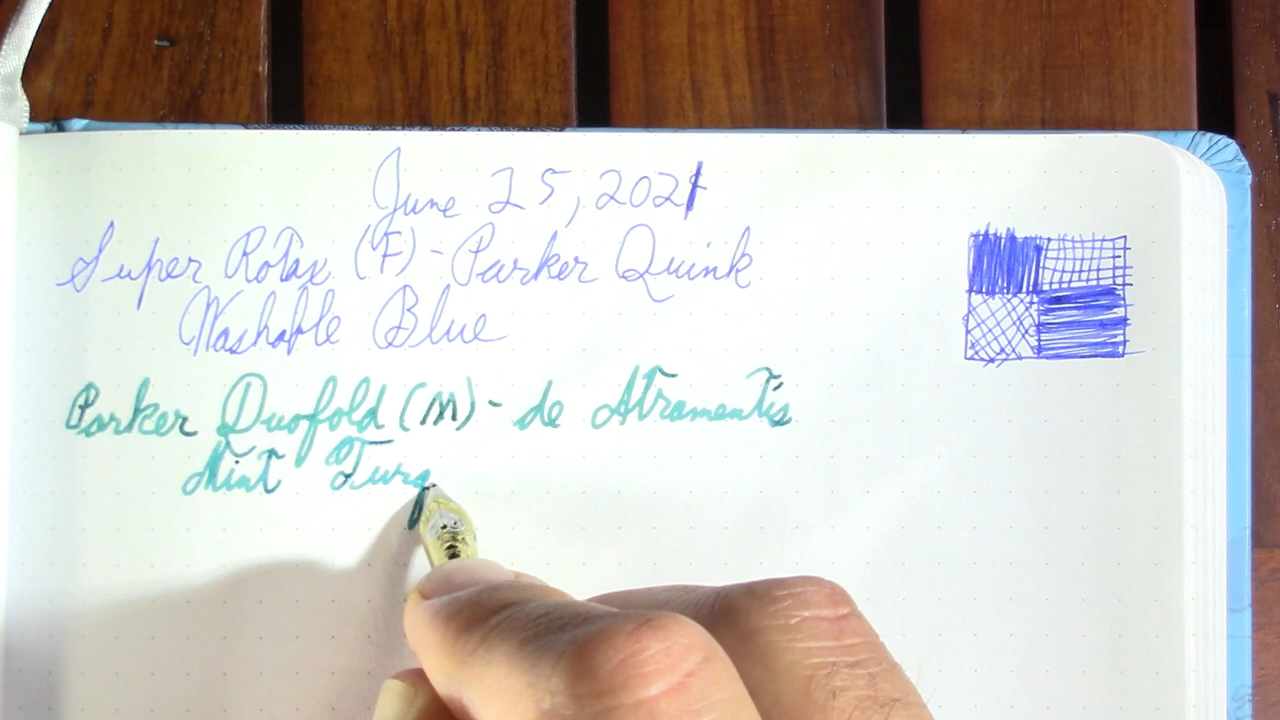 June 25, 2021
Super Rotax (F) - Parker Quink
Washable Blue
Parker Duofold (M) - de Atramentis
Mint Turq